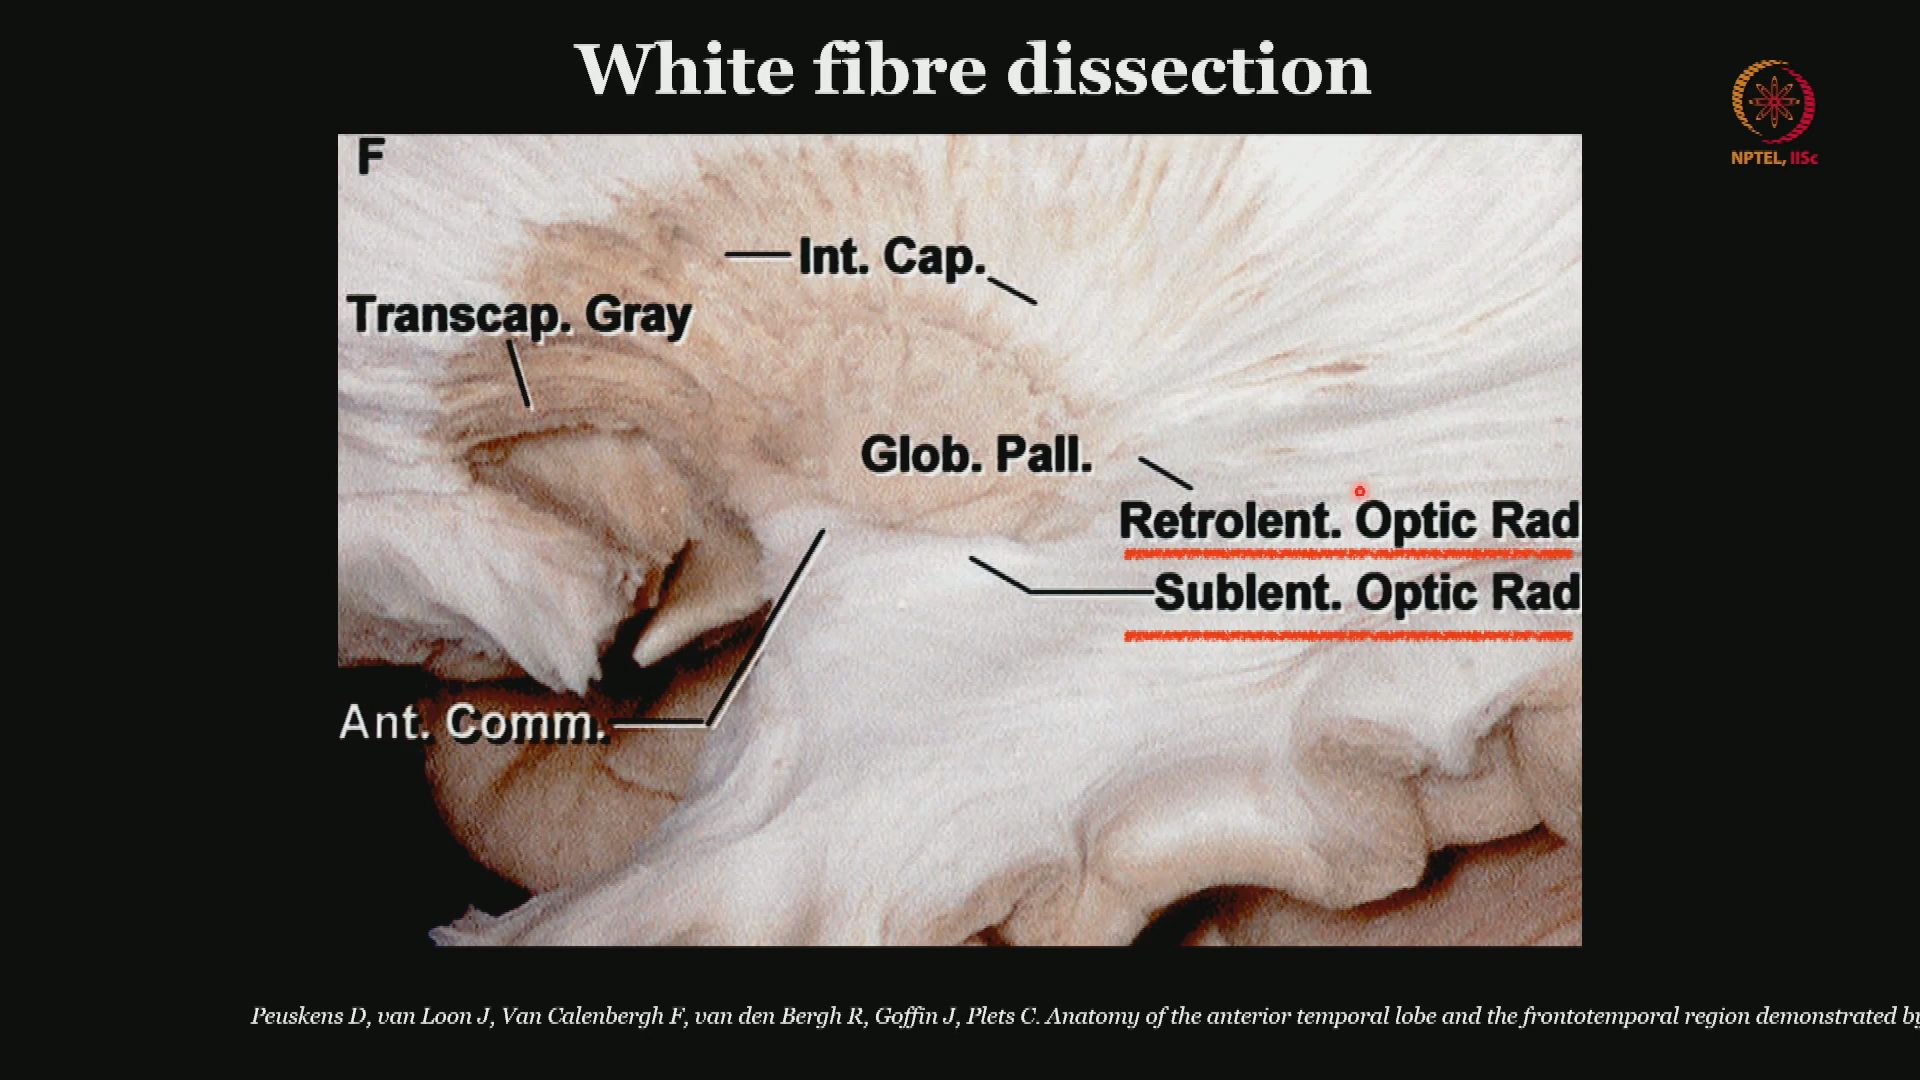 White fibre dissection
NPTEL, IISc
F
Int. Cap.
Transcap. Gray
Glob. Pall.
Retrolent. Optic Rad
Sublent. Optic Rad
Ant. Comm.
Peuskens D, van Loon J, Van Calenbergh F, van den Bergh R, Goffin J, Plets C. Anatomy of the anterior temporal lobe and the frontotemporal region demonstrated by